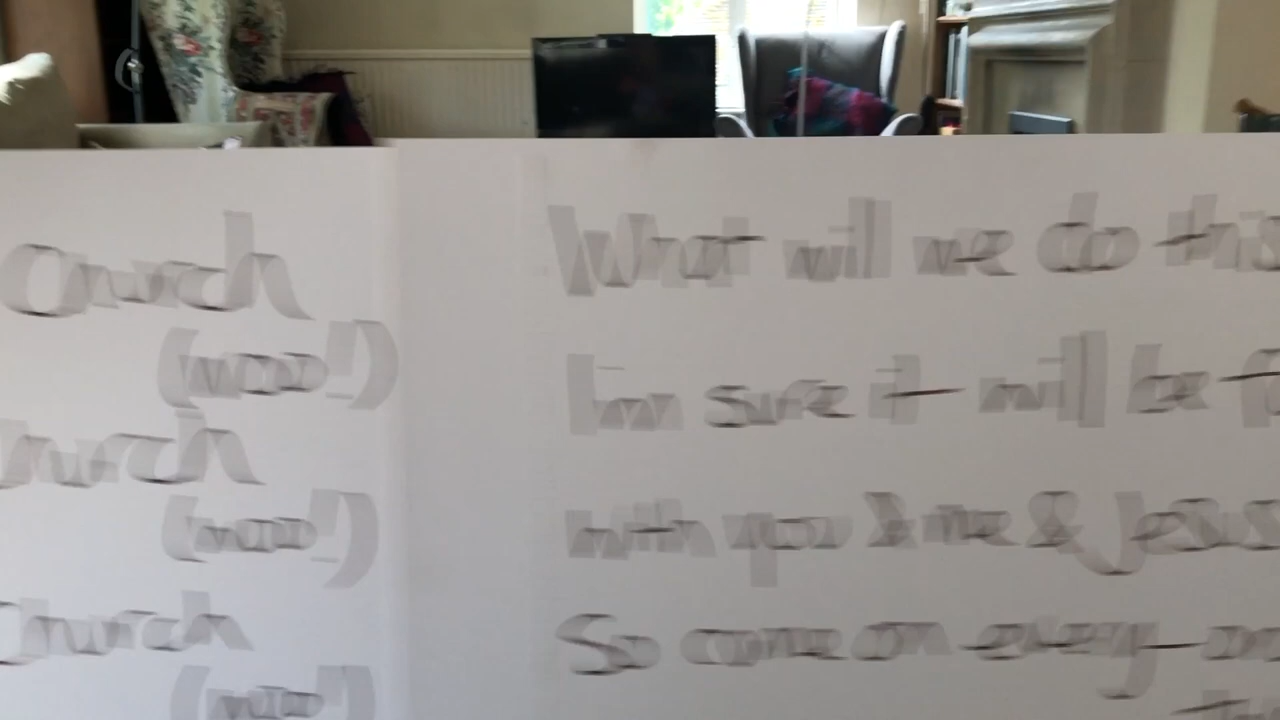 Church
(woo!)
Church
(woo!)
Church
(woo!)
What will we do this
I'm sure it will be
with you & me & Jesus
So come on every-